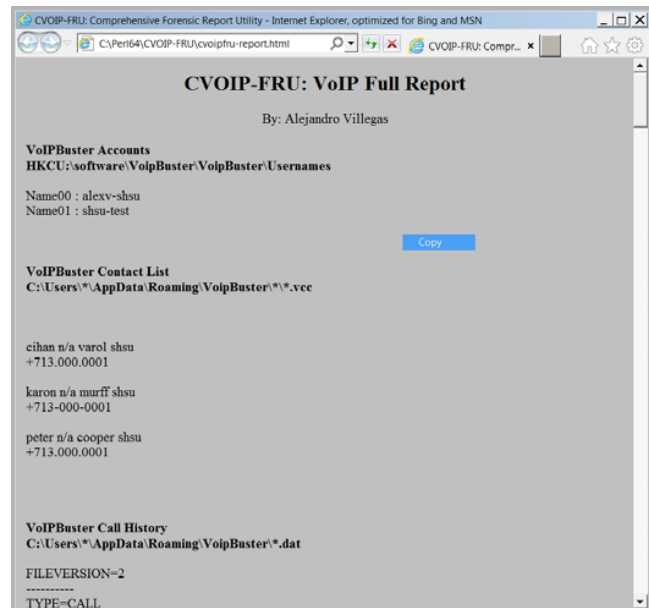 CVOIP-FRU: Comprehensive Forensic Report Utility - Internet Explorer, optimized for Bing and MSN
C:\Perl64\CVOIP-FRU\cvoipfru-report.html
CVOIP-FRU: Compr...
CVOIP-FRU: VoIP Full Report
By: Alejandro Villegas
VoIPBuster Accounts
HKCU:\software\VoipBuster\VoipBuster\Usernames
Name00 : alexv-shsu
Name01 : shsu-test
Copy
VoIPBuster Contact List
C:\Users\*\AppData\Roaming\VoipBuster\*\*.vcc
cihan n/a varol shsu
+713.000.0001
karon n/a murff shsu
+713-000-0001
peter n/a cooper shsu
+713.000.0001
VoIPBuster Call History
C:\Users\*\AppData\Roaming\VoipBuster\*.dat
FILEVERSION=2
----------
TYPE=CALL